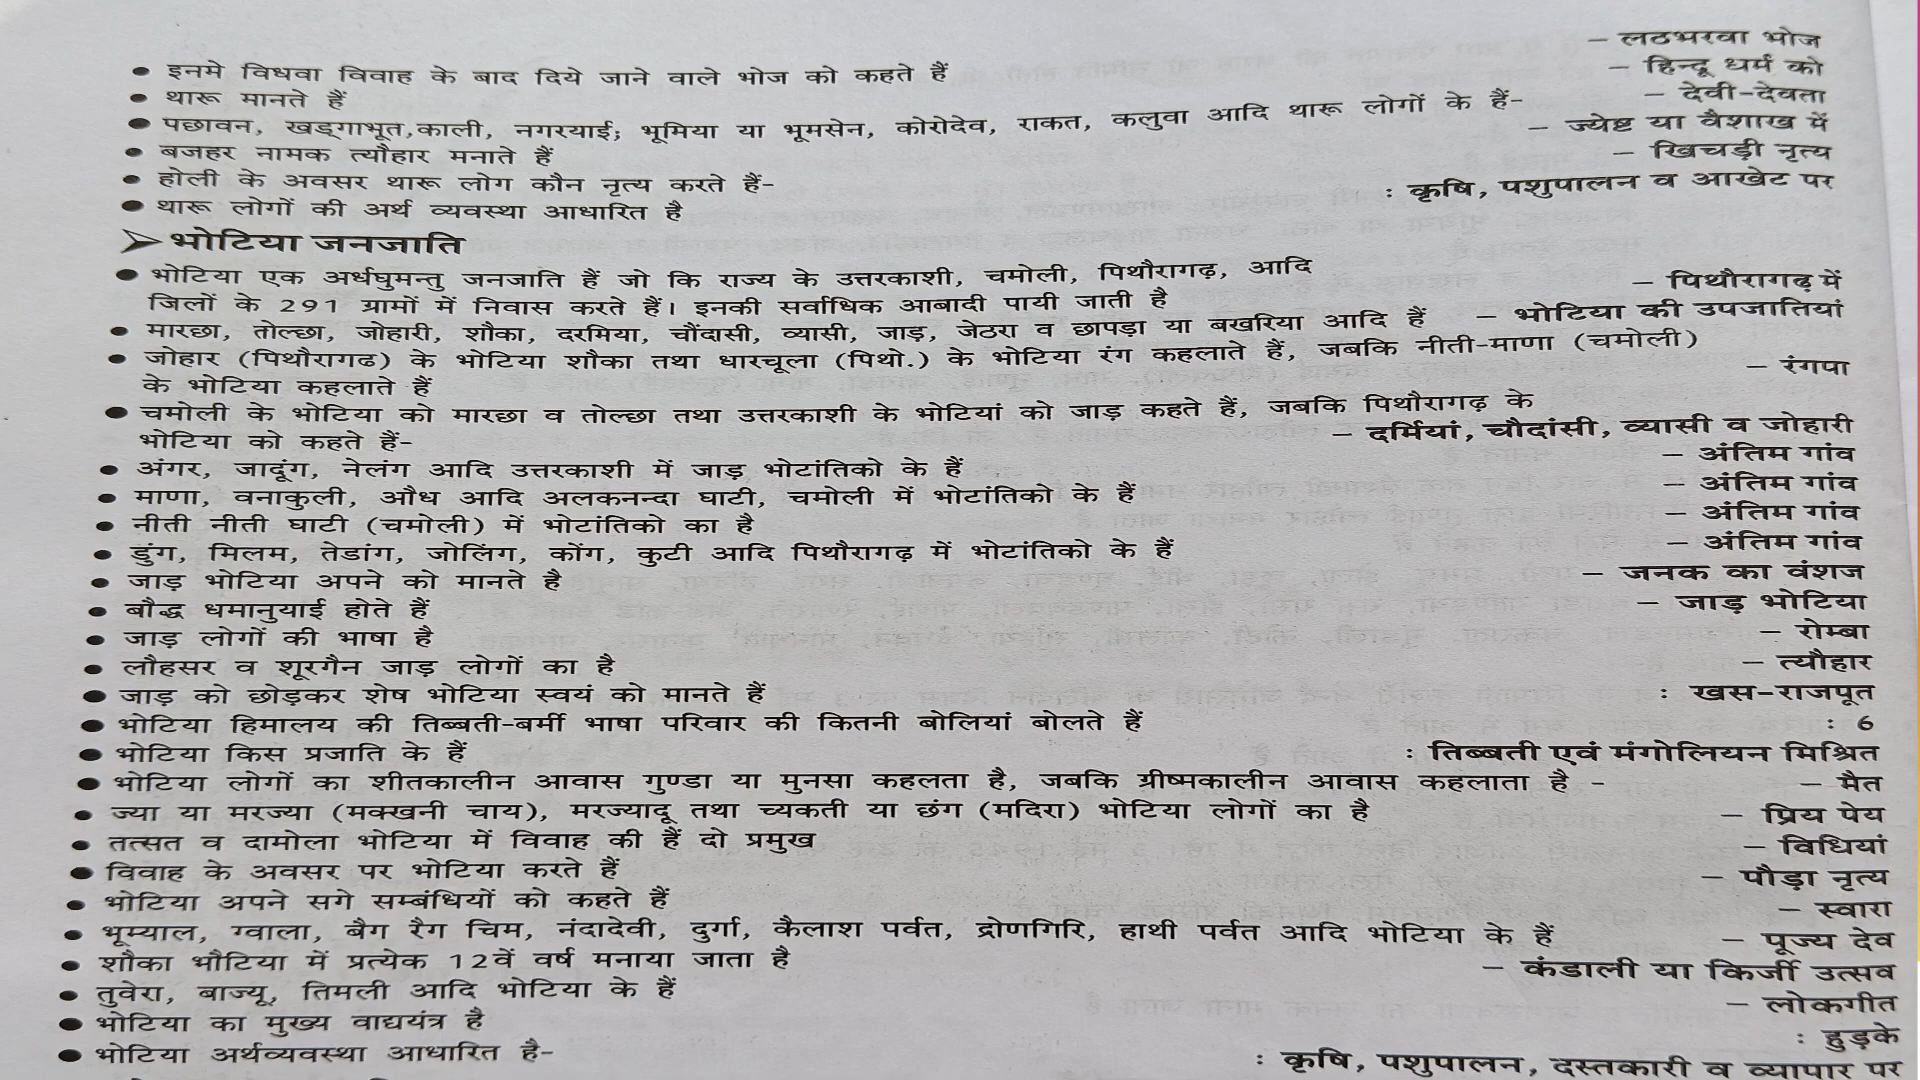 • इनमे विधवा विवाह के बाद दिये जाने वाले भोज को कहते हैं – लठभरवा भोज
• थारू मानते हैं – हिन्दू धर्म को
• पछावन, खड्गाभूत,काली, नगरयाई; भूमिया या भूमसेन, कोरोदेव, राकत, कलुवा आदि थारू लोगों के हैं- – देवी-देवता
• बजहर नामक त्यौहार मनाते हैं – ज्येष्ट या वैशाख में
• होली के अवसर थारू लोग कौन नृत्य करते हैं- – खिचड़ी नृत्य
• थारू लोगों की अर्थ व्यवस्था आधारित है : कृषि, पशुपालन व आखेट पर
➢ भोटिया जनजाति
• भोटिया एक अर्धघुमन्तु जनजाति हैं जो कि राज्य के उत्तरकाशी, चमोली, पिथौरागढ़, आदि
जिलों के 291 ग्रामों में निवास करते हैं। इनकी सर्वाधिक आबादी पायी जाती है – पिथौरागढ़ में
• मारछा, तोल्छा, जोहारी, शौका, दरमिया, चौंदासी, व्यासी, जाड़, जेठरा व छापड़ा या बखरिया आदि हैं – भोटिया की उपजातियां
• जोहार (पिथौरागढ) के भोटिया शौका तथा धारचूला (पिथो.) के भोटिया रंग कहलाते हैं, जबकि नीती-माणा (चमोली)
के भोटिया कहलाते हैं – रंगपा
• चमोली के भोटिया को मारछा व तोल्छा तथा उत्तरकाशी के भोटियां को जाड़ कहते हैं, जबकि पिथौरागढ़ के
भोटिया को कहते हैं- – दर्मियां, चौदांसी, व्यासी व जोहारी
• अंगर, जादूंग, नेलंग आदि उत्तरकाशी में जाड़ भोटांतिको के हैं – अंतिम गांव
• माणा, वनाकुली, औध आदि अलकनन्दा घाटी, चमोली में भोटांतिको के हैं – अंतिम गांव
• नीती नीती घाटी (चमोली) में भोटांतिको का है – अंतिम गांव
• डुंग, मिलम, तेडांग, जोलिंग, कोंग, कुटी आदि पिथौरागढ़ में भोटांतिको के हैं – अंतिम गांव
• जाड़ भोटिया अपने को मानते है – जनक का वंशज
• बौद्ध धमानुयाई होते हैं – जाड़ भोटिया
• जाड़ लोगों की भाषा है – रोम्बा
• लौहसर व शूरगैन जाड़ लोगों का है – त्यौहार
• जाड़ को छोड़कर शेष भोटिया स्वयं को मानते हैं : खस-राजपूत
• भोटिया हिमालय की तिब्बती-बर्मी भाषा परिवार की कितनी बोलियां बोलते हैं : 6
• भोटिया किस प्रजाति के हैं : तिब्बती एवं मंगोलियन मिश्रित
• भोटिया लोगों का शीतकालीन आवास गुण्डा या मुनसा कहलता है, जबकि ग्रीष्मकालीन आवास कहलाता है - – मैत
• ज्या या मरज्या (मक्खनी चाय), मरज्यादू तथा च्यकती या छंग (मदिरा) भोटिया लोगों का है – प्रिय पेय
• तत्सत व दामोला भोटिया में विवाह की हैं दो प्रमुख – विधियां
• विवाह के अवसर पर भोटिया करते हैं – पौड़ा नृत्य
• भोटिया अपने सगे सम्बंधियों को कहते हैं – स्वारा
• भूम्याल, ग्वाला, बैग रैग चिम, नंदादेवी, दुर्गा, कैलाश पर्वत, द्रोणगिरि, हाथी पर्वत आदि भोटिया के हैं – पूज्य देव
• शौका भौटिया में प्रत्येक 12वें वर्ष मनाया जाता है – कंडाली या किर्जी उत्सव
• तुवेरा, बाज्यू, तिमली आदि भोटिया के हैं – लोकगीत
• भोटिया का मुख्य वाद्ययंत्र है : हुड़के
• भोटिया अर्थव्यवस्था आधारित है- : कृषि, पशुपालन, दस्तकारी व व्यापार पर